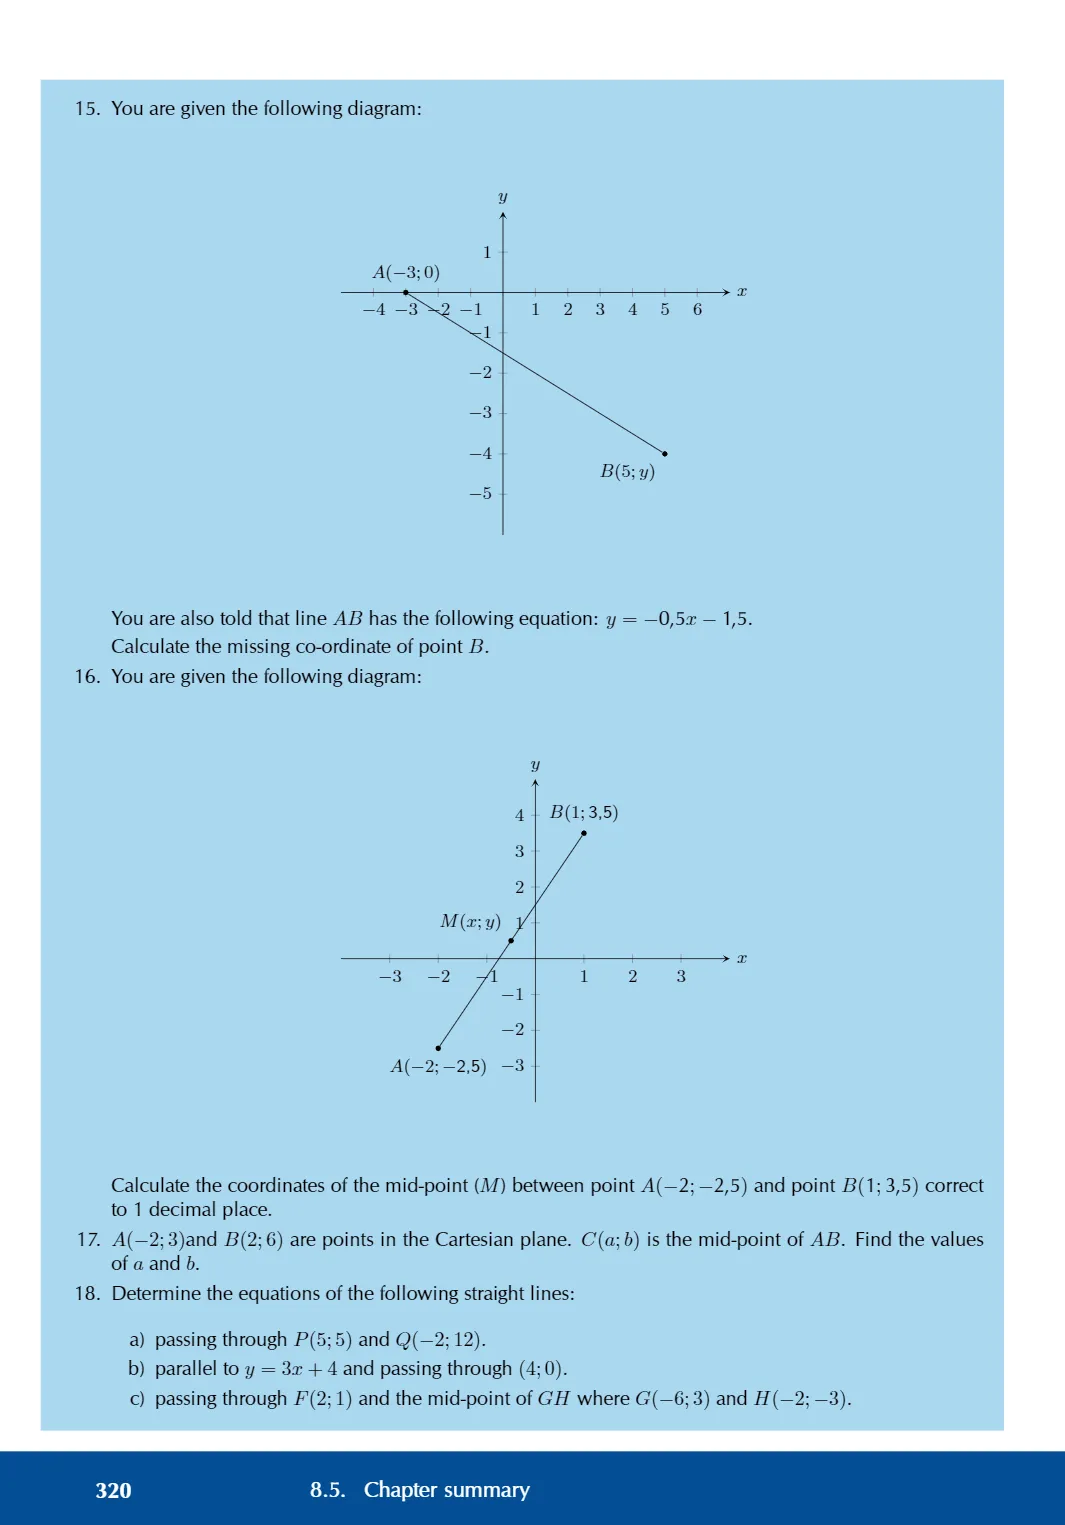 15. You are given the following diagram:
y
1
A(−3; 0)
x
−4 −3 −2 −1 1 2 3 4 5 6
−1
−2
−3
−4
B(5; y)
−5
You are also told that line AB has the following equation: y = −0,5x − 1,5.
Calculate the missing co-ordinate of point B.
16. You are given the following diagram:
y
4 B(1; 3,5)
3
2
M(x; y) 1
x
−3 −2 −1 1 2 3
−1
−2
A(−2; −2,5) −3
Calculate the coordinates of the mid-point (M) between point A(−2; −2,5) and point B(1; 3,5) correct
to 1 decimal place.
17. A(−2; 3)and B(2; 6) are points in the Cartesian plane. C(a; b) is the mid-point of AB. Find the values
of a and b.
18. Determine the equations of the following straight lines:
a) passing through P(5; 5) and Q(−2; 12).
b) parallel to y = 3x + 4 and passing through (4; 0).
c) passing through F(2; 1) and the mid-point of GH where G(−6; 3) and H(−2; −3).
320 8.5. Chapter summary